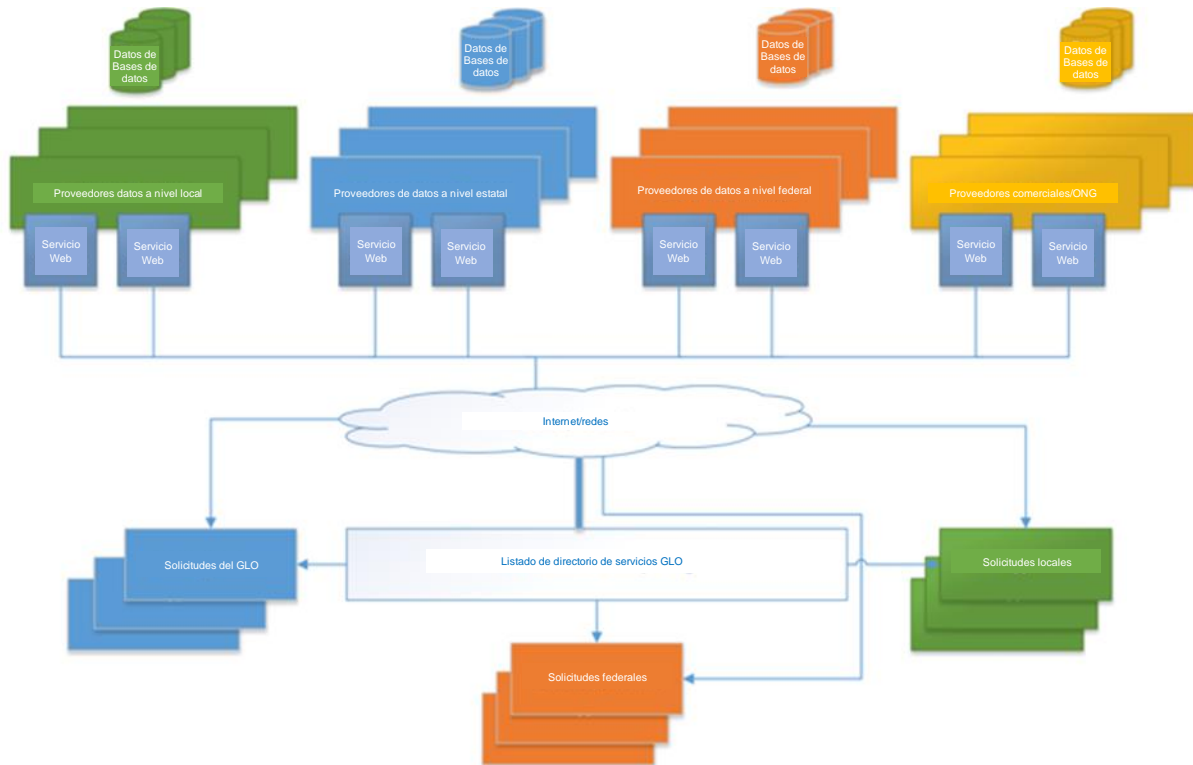 Datos de
Bases de
datos
Datos de
Bases de
datos
Datos de
Bases de
datos
Datos de
Bases de
datos
Proveedores datos a nivel local
Proveedores de datos a nivel estatal
Proveedores de datos a nivel federal
Proveedores comerciales/ONG
Servicio
Web
Servicio
Web
Servicio
Web
Servicio
Web
Servicio
Web
Servicio
Web
Servicio
Web
Servicio
Web
Internet/redes
Solicitudes del GLO
Listado de directorio de servicios GLO
Solicitudes locales
Solicitudes federales